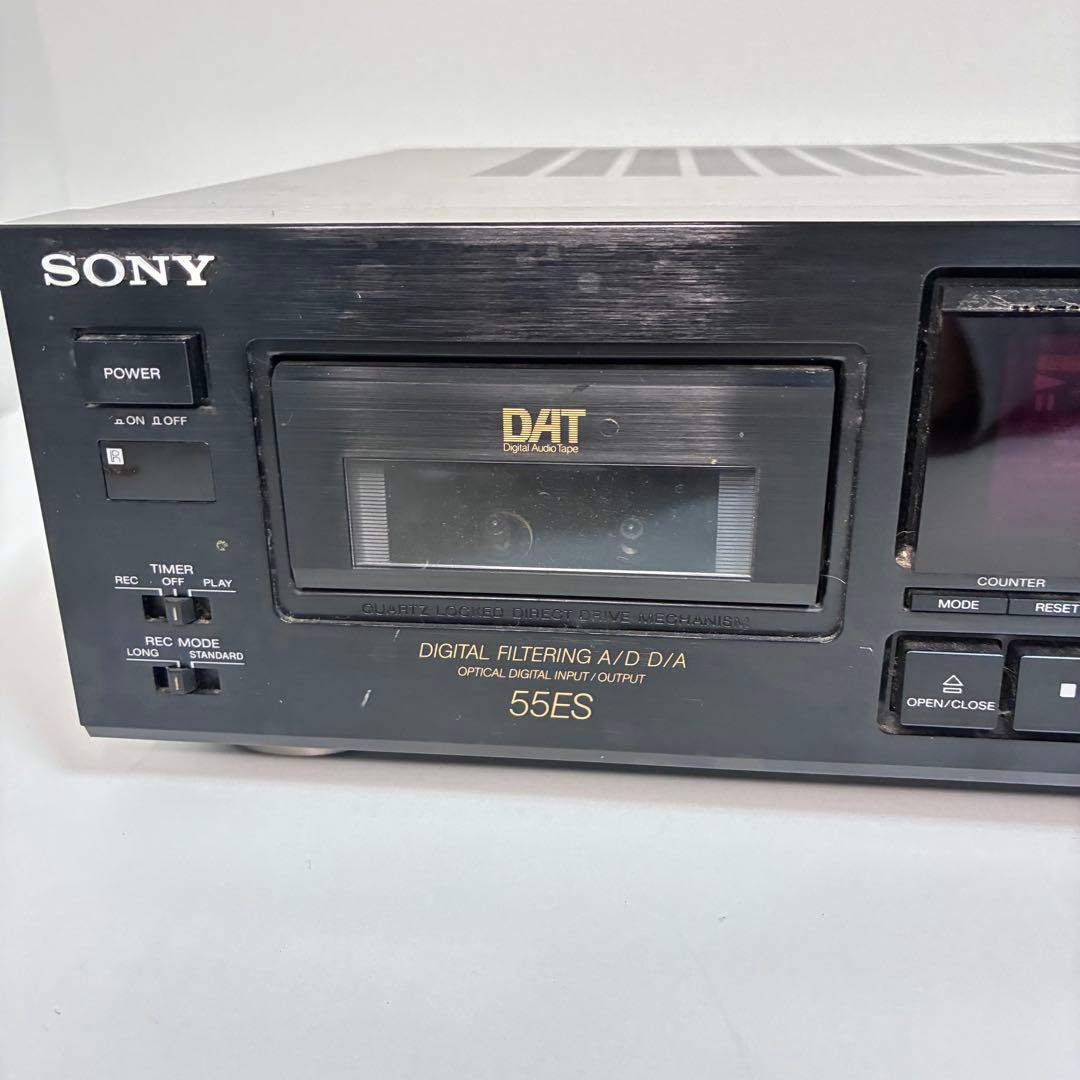 SONY
POWER
ON OFF
R
TIMER
REC OFF PLAY
REC MODE
LONG STANDARD
DAT
Digital Audio Tape
QUARTZ LOCKED DIRECT DRIVE MECHANISM
DIGITAL FILTERING A/D D/A
OPTICAL DIGITAL INPUT/OUTPUT
55ES
COUNTER
MODE RESET
OPEN/CLOSE